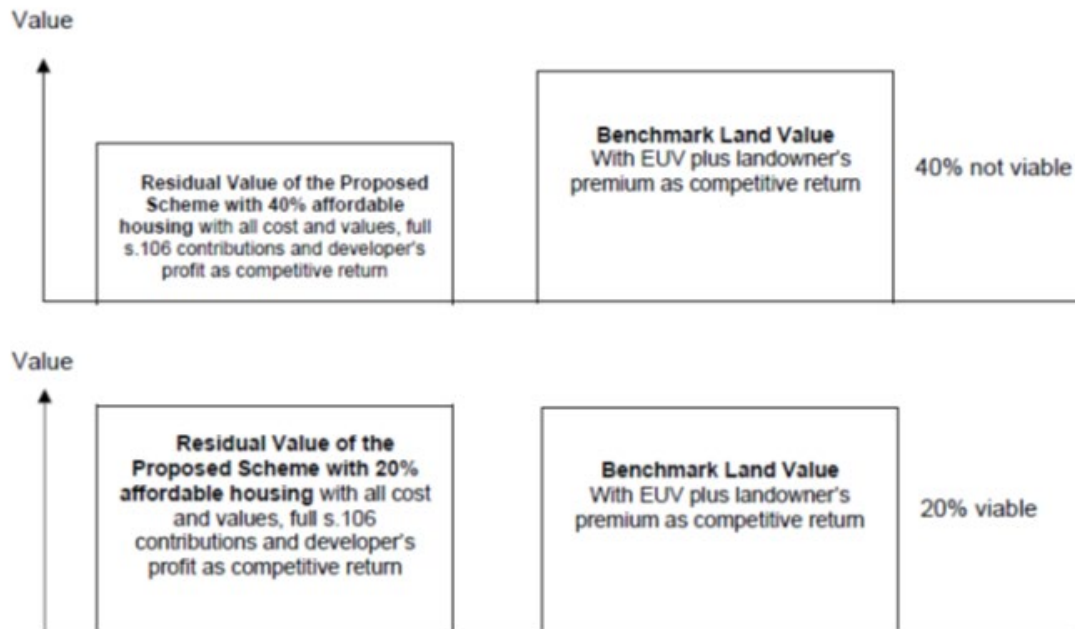 Value
Residual Value of the Proposed
Scheme with 40% affordable
housing with all cost and values, full
s.106 contributions and developer's
profit as competitive return
Benchmark Land Value
With EUV plus landowner's
premium as competitive return
40% not viable
Value
Residual Value of the
Proposed Scheme with 20%
affordable housing with all cost
and values, full s.106
contributions and developer's
profit as competitive return
Benchmark Land Value
With EUV plus landowner's
premium as competitive return
20% viable